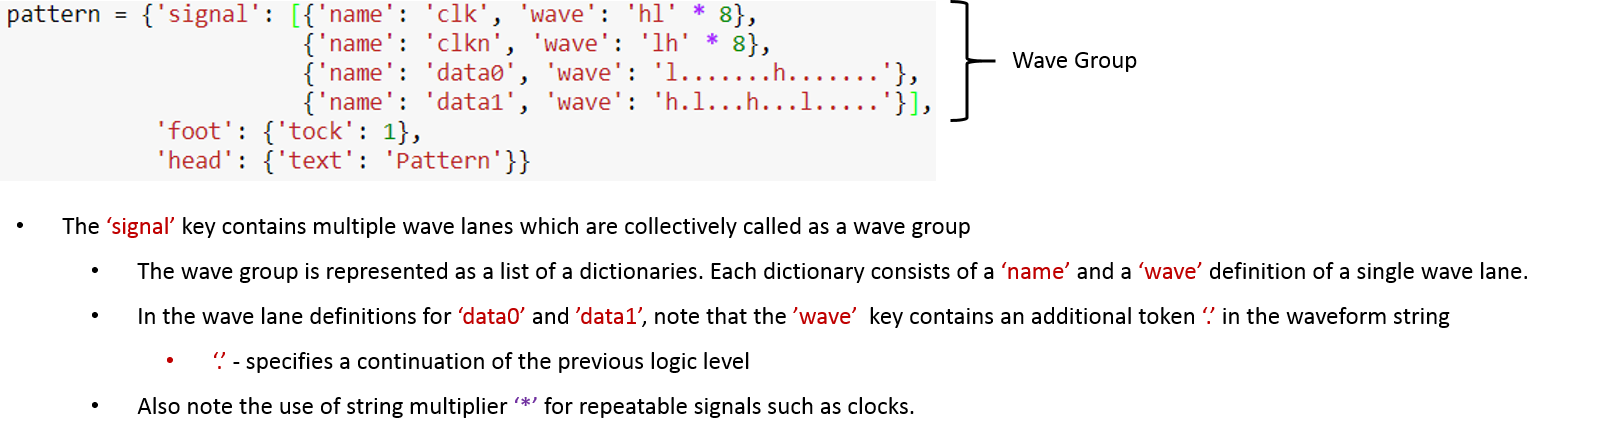 pattern = {'signal': [{'name': 'clk', 'wave': 'hl' * 8},
{'name': 'clkn', 'wave': 'lh' * 8},
{'name': 'data0', 'wave': 'l.......h.......'},
{'name': 'data1', 'wave': 'h.l...h...l.....'}],
'foot': {'tock': 1},
'head': {'text': 'Pattern'}}
Wave Group
• The ‘signal’ key contains multiple wave lanes which are collectively called as a wave group
• The wave group is represented as a list of a dictionaries. Each dictionary consists of a ‘name’ and a ‘wave’ definition of a single wave lane.
• In the wave lane definitions for ‘data0’ and ’data1’, note that the ’wave’ key contains an additional token ‘.’ in the waveform string
• ‘.’ - specifies a continuation of the previous logic level
• Also note the use of string multiplier ‘*’ for repeatable signals such as clocks.